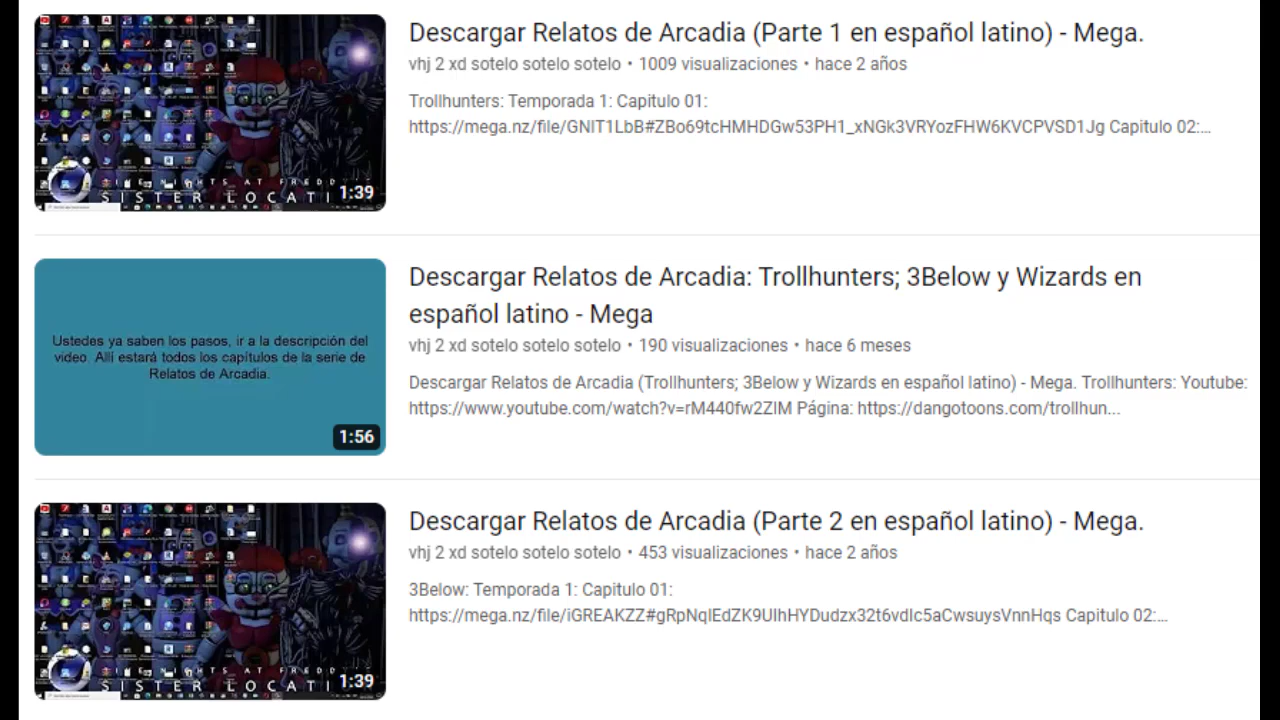 Descargar Relatos de Arcadia (Parte 1 en español latino) - Mega.
vhj 2 xd sotelo sotelo sotelo • 1009 visualizaciones • hace 2 años
Trollhunters: Temporada 1: Capitulo 01:
https://mega.nz/file/GNIT1LbB#ZBo69tcHMHDGw53PH1_xNGk3VRYozFHW6KVCPVSD1Jg Capitulo 02:...
SISTER LOCATI
1:39
Descargar Relatos de Arcadia: Trollhunters; 3Below y Wizards en
español latino - Mega
vhj 2 xd sotelo sotelo sotelo • 190 visualizaciones • hace 6 meses
Descargar Relatos de Arcadia (Trollhunters; 3Below y Wizards en español latino) - Mega. Trollhunters: Youtube:
https://www.youtube.com/watch?v=rM440fw2ZIM Página: https://dangotoons.com/trollhun...
Ustedes ya saben los pasos, ir a la descripción del
video. Allí estará todos los capítulos de la serie de
Relatos de Arcadia.
1:56
Descargar Relatos de Arcadia (Parte 2 en español latino) - Mega.
vhj 2 xd sotelo sotelo sotelo • 453 visualizaciones • hace 2 años
3Below: Temporada 1: Capitulo 01:
https://mega.nz/file/iGREAKZZ#gRpNqIEdZK9UlhHYDudzx32t6vdIc5aCwsuysVnnHqs Capitulo 02:...
SISTER LOCATI
1:39